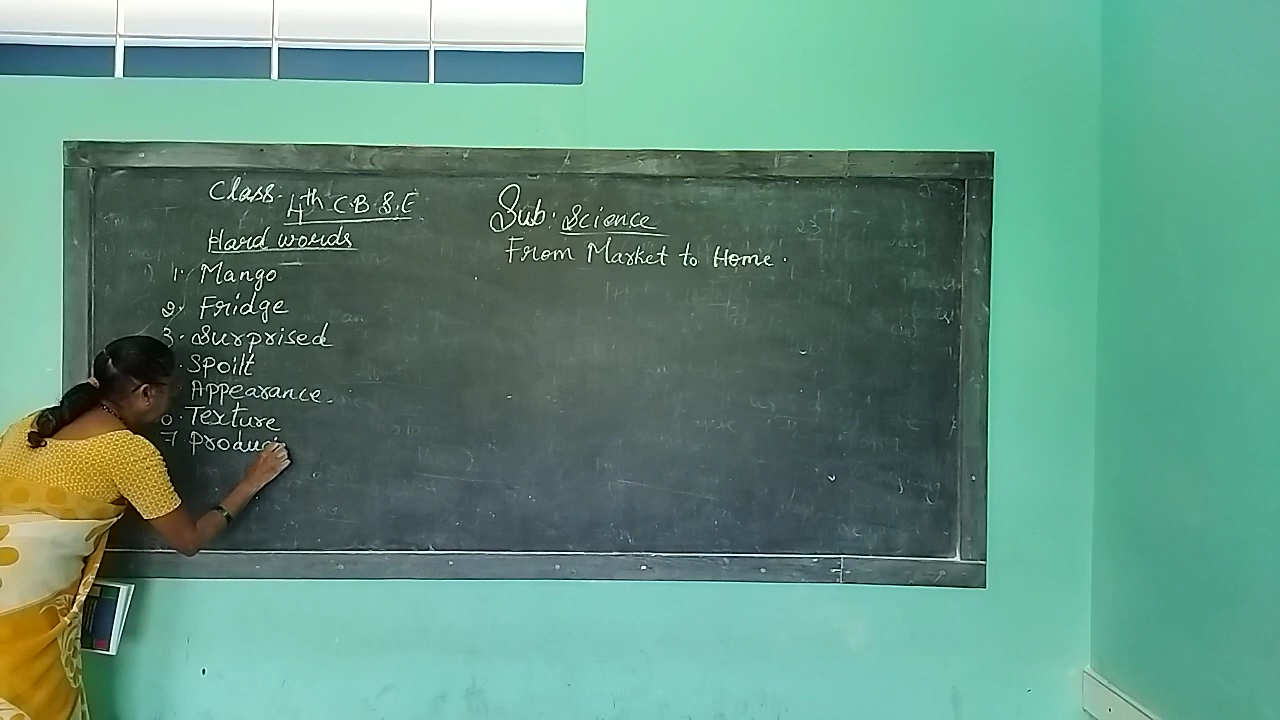 Class. 4th C.B.S.E
Sub: Science
Hard words
From Market to Home.
1. Mango
2. Fridge
3. Surprised
Spoilt
Appearance.
Texture
7.